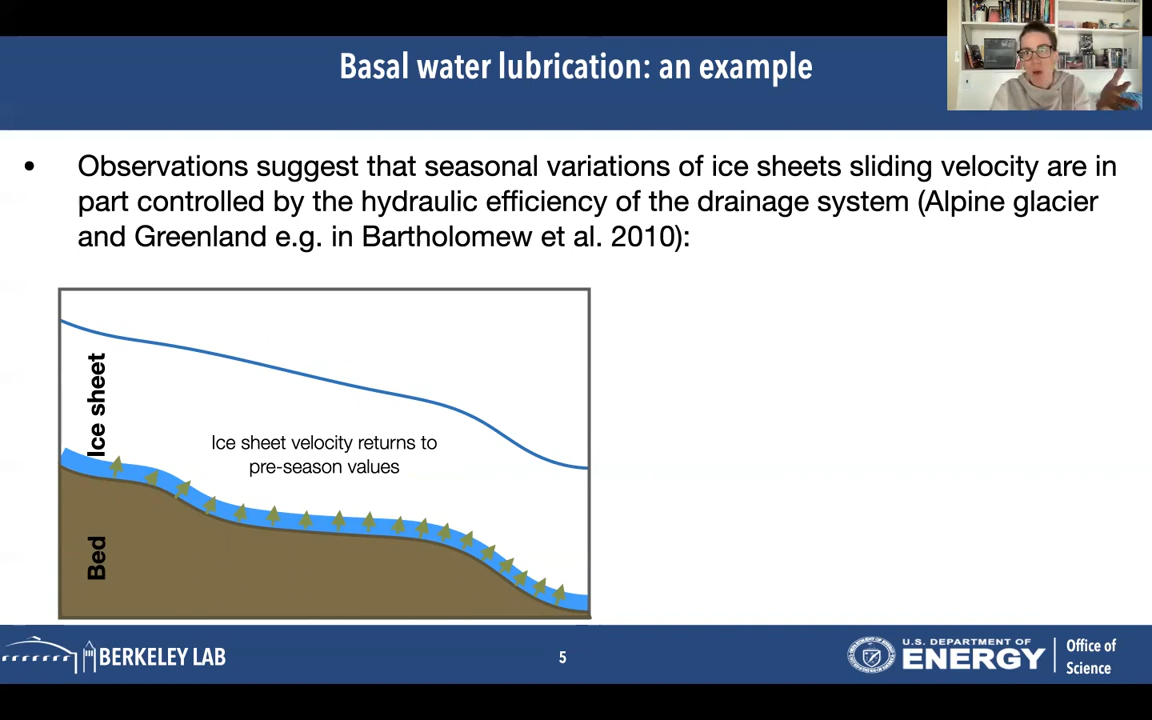 Basal water lubrication: an example
• Observations suggest that seasonal variations of ice sheets sliding velocity are in
part controlled by the hydraulic efficiency of the drainage system (Alpine glacier
and Greenland e.g. in Bartholomew et al. 2010):
Ice sheet
Ice sheet velocity returns to
pre-season values
Bed
BERKELEY LAB
5
U.S. DEPARTMENT OF
ENERGY
Office of
Science